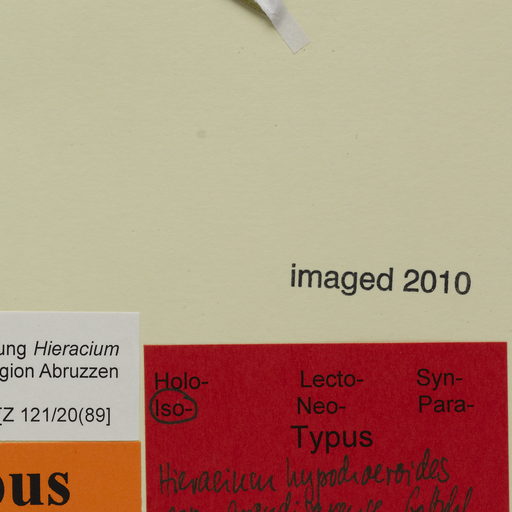 imaged 2010
ung Hieracium
gion Abruzzen
[Z 121/20(89]
ous
Holo- Lecto- Syn-
Iso- Neo- Para-
Typus
Hieracium hypochoeroides